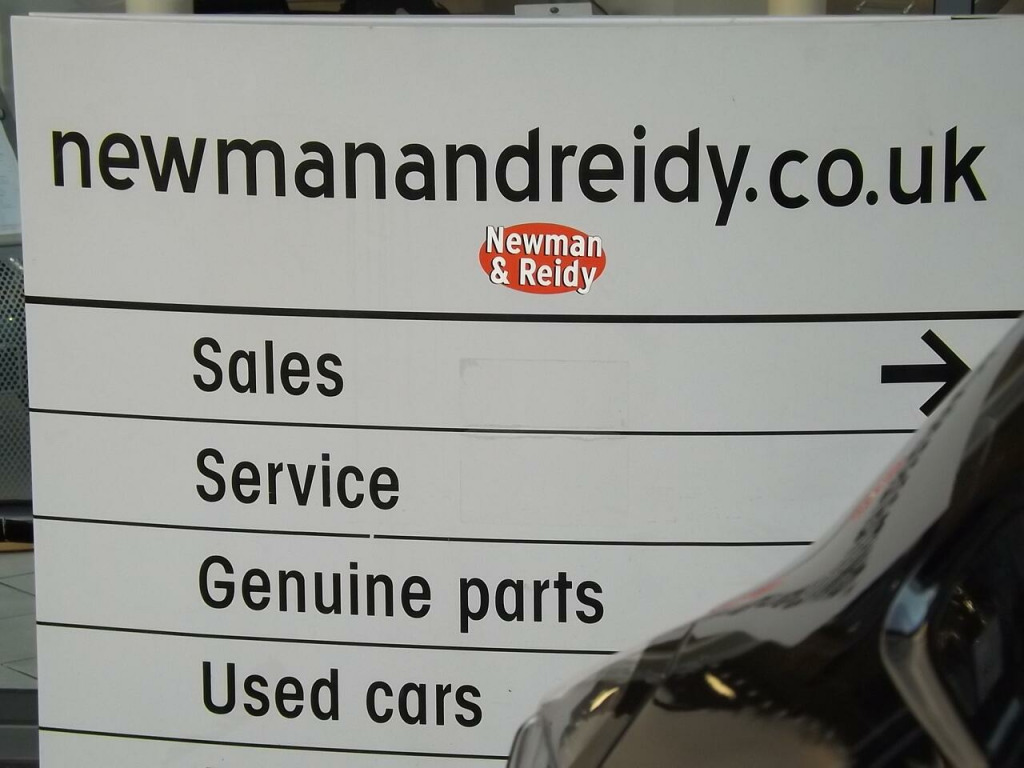 newmanandreidy.co.uk
Newman
& Reidy
Sales
Service
Genuine parts
Used cars